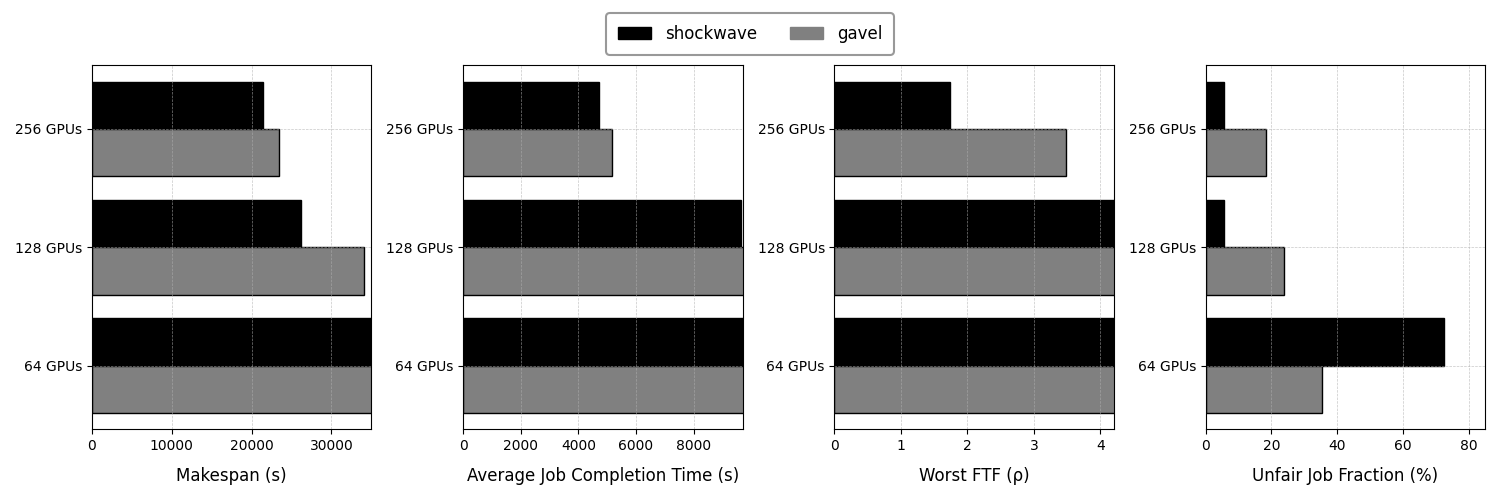 shockwave gavel
256 GPUs
128 GPUs
64 GPUs
0 10000 20000 30000
Makespan (s)
256 GPUs
128 GPUs
64 GPUs
0 2000 4000 6000 8000
Average Job Completion Time (s)
256 GPUs
128 GPUs
64 GPUs
0 1 2 3 4
Worst FTF (ρ)
256 GPUs
128 GPUs
64 GPUs
0 20 40 60 80
Unfair Job Fraction (%)